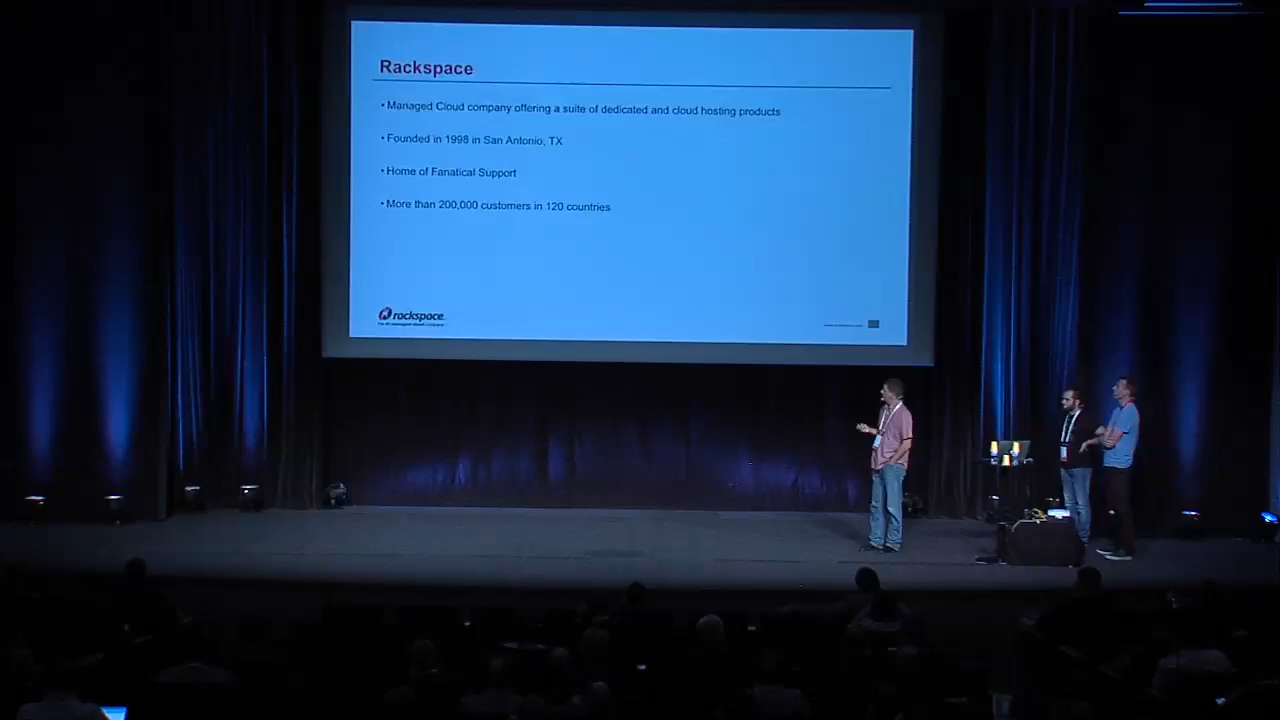 Rackspace
• Managed Cloud company offering a suite of dedicated and cloud hosting products
• Founded in 1998 in San Antonio, TX
• Home of Fanatical Support
• More than 200,000 customers in 120 countries
rackspace